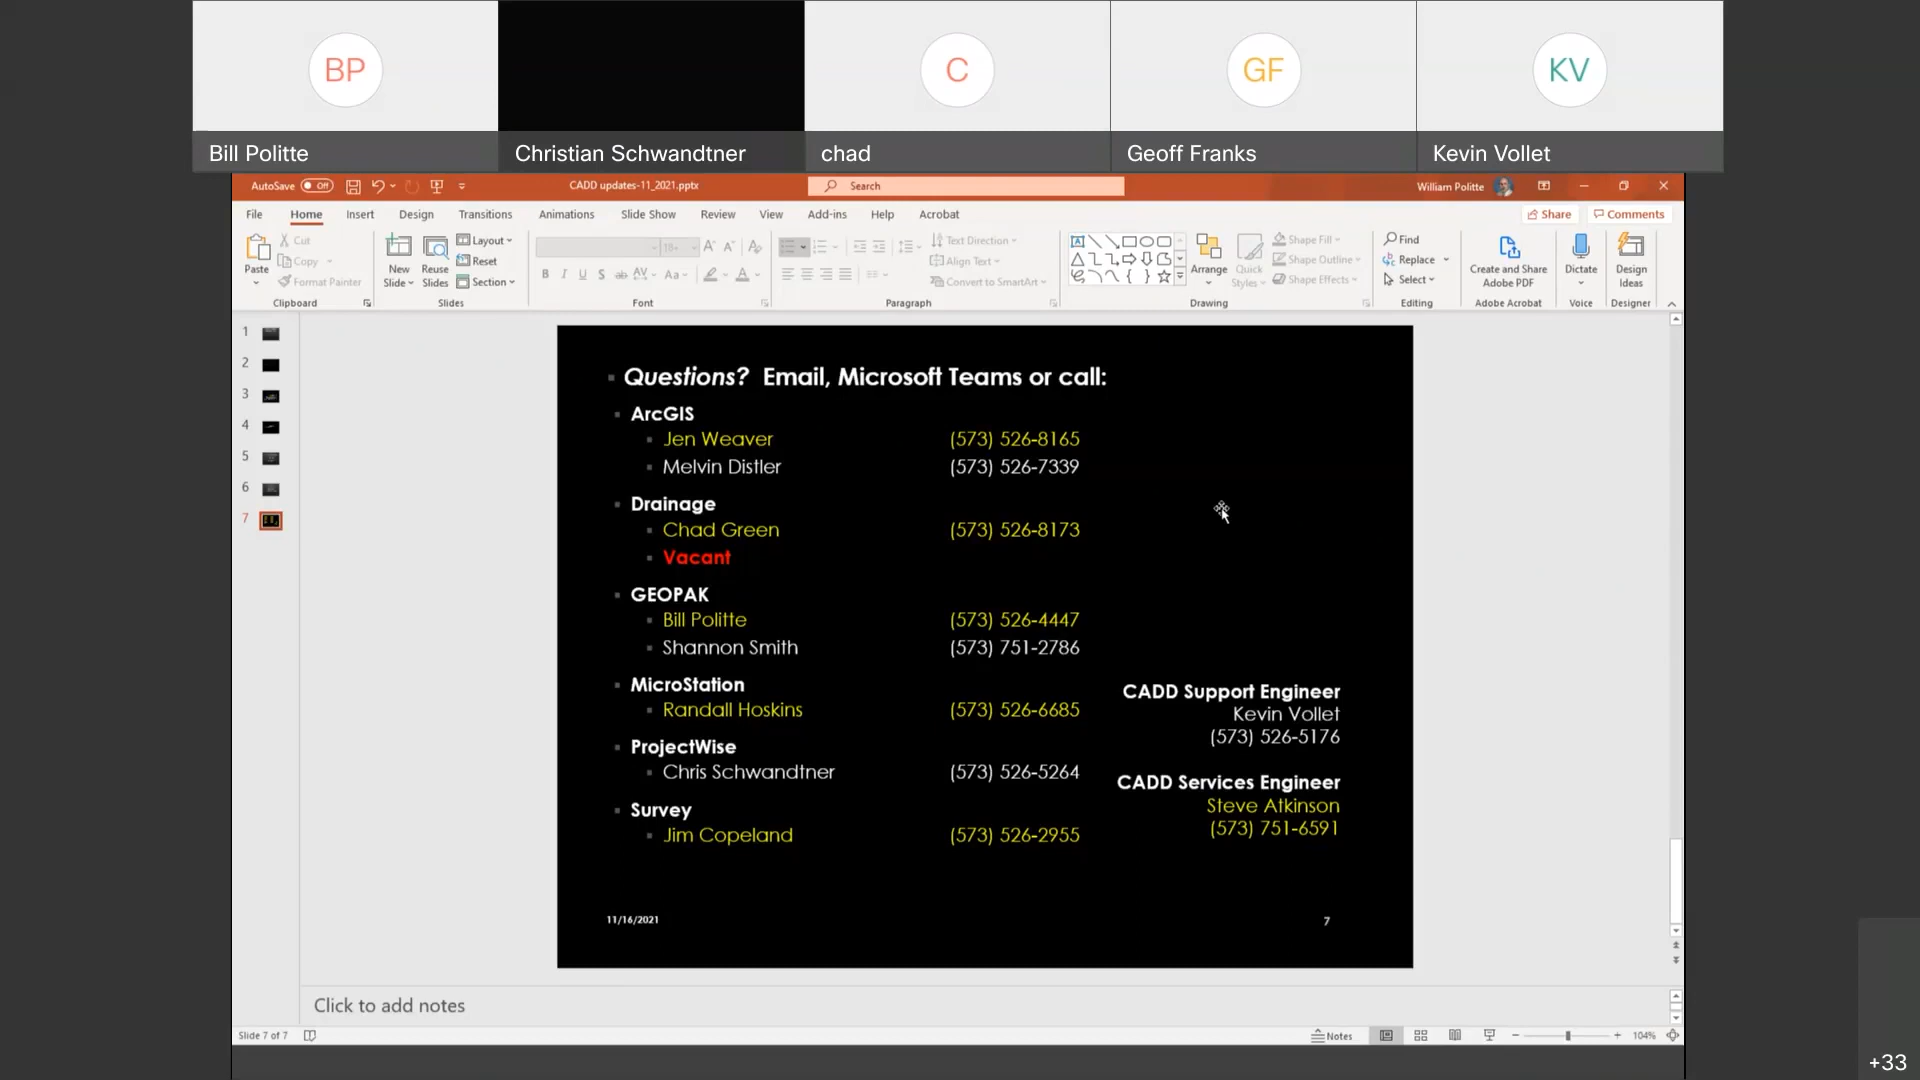 BP
C
GF
KV
Bill Politte
Christian Schwandtner
chad
Geoff Franks
Kevin Vollet
AutoSave Off
CADD updates-11_2021.pptx
Search
William Politte
File Home Insert Design Transitions Animations Slide Show Review View Add-ins Help Acrobat
Share Comments
Paste
Cut
Copy
Format Painter
Clipboard
New Slide
Reuse Slides
Layout
Reset
Section
Slides
18+
Font
Text Direction
Align Text
Convert to SmartArt
Paragraph
Arrange
Quick Styles
Shape Fill
Shape Outline
Shape Effects
Drawing
Find
Replace
Select
Editing
Create and Share
Adobe PDF
Adobe Acrobat
Dictate
Voice
Design
Ideas
Designer
1
2
3
4
5
6
7
Questions? Email, Microsoft Teams or call:
ArcGIS
Jen Weaver (573) 526-8165
Melvin Distler (573) 526-7339
Drainage
Chad Green (573) 526-8173
Vacant
GEOPAK
Bill Politte (573) 526-4447
Shannon Smith (573) 751-2786
MicroStation
Randall Hoskins (573) 526-6685
ProjectWise
Chris Schwandtner (573) 526-5264
Survey
Jim Copeland (573) 526-2955
CADD Support Engineer
Kevin Vollet
(573) 526-5176
CADD Services Engineer
Steve Atkinson
(573) 751-6591
11/16/2021
7
Click to add notes
Slide 7 of 7
Notes
104%
+33